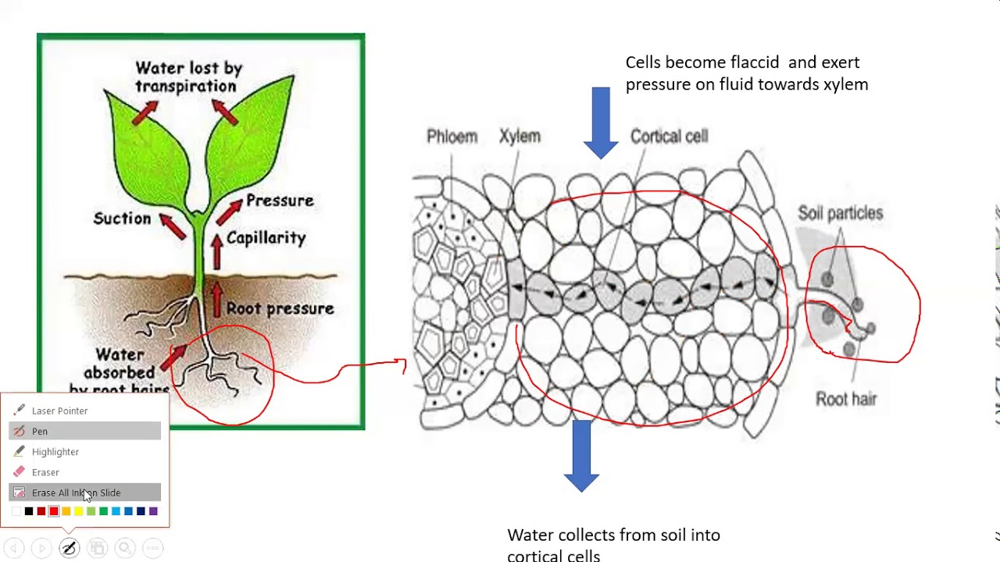 Cells become flaccid and exert
pressure on fluid towards xylem
Water lost by
transpiration
Suction
Pressure
Capillarity
Root pressure
Water
absorbed
by root hairs
Phloem
Xylem
Cortical cell
Soil particles
Root hair
Laser Pointer
Pen
Highlighter
Eraser
Erase All Ink on Slide
Water collects from soil into
cortical cells